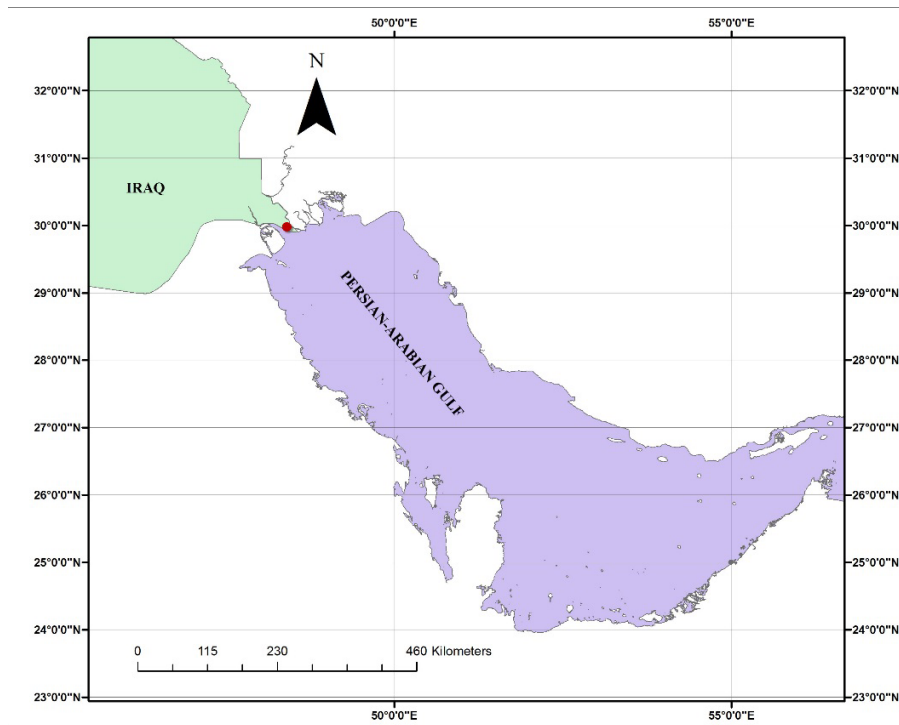 50°0'0"E 55°0'0"E
N
32°0'0"N 32°0'0"N
31°0'0"N 31°0'0"N
IRAQ
30°0'0"N 30°0'0"N
29°0'0"N 29°0'0"N
PERSIAN-ARABIAN GULF
28°0'0"N 28°0'0"N
27°0'0"N 27°0'0"N
26°0'0"N 26°0'0"N
25°0'0"N 25°0'0"N
24°0'0"N 24°0'0"N
0 115 230 460 Kilometers
23°0'0"N 23°0'0"N
50°0'0"E 55°0'0"E